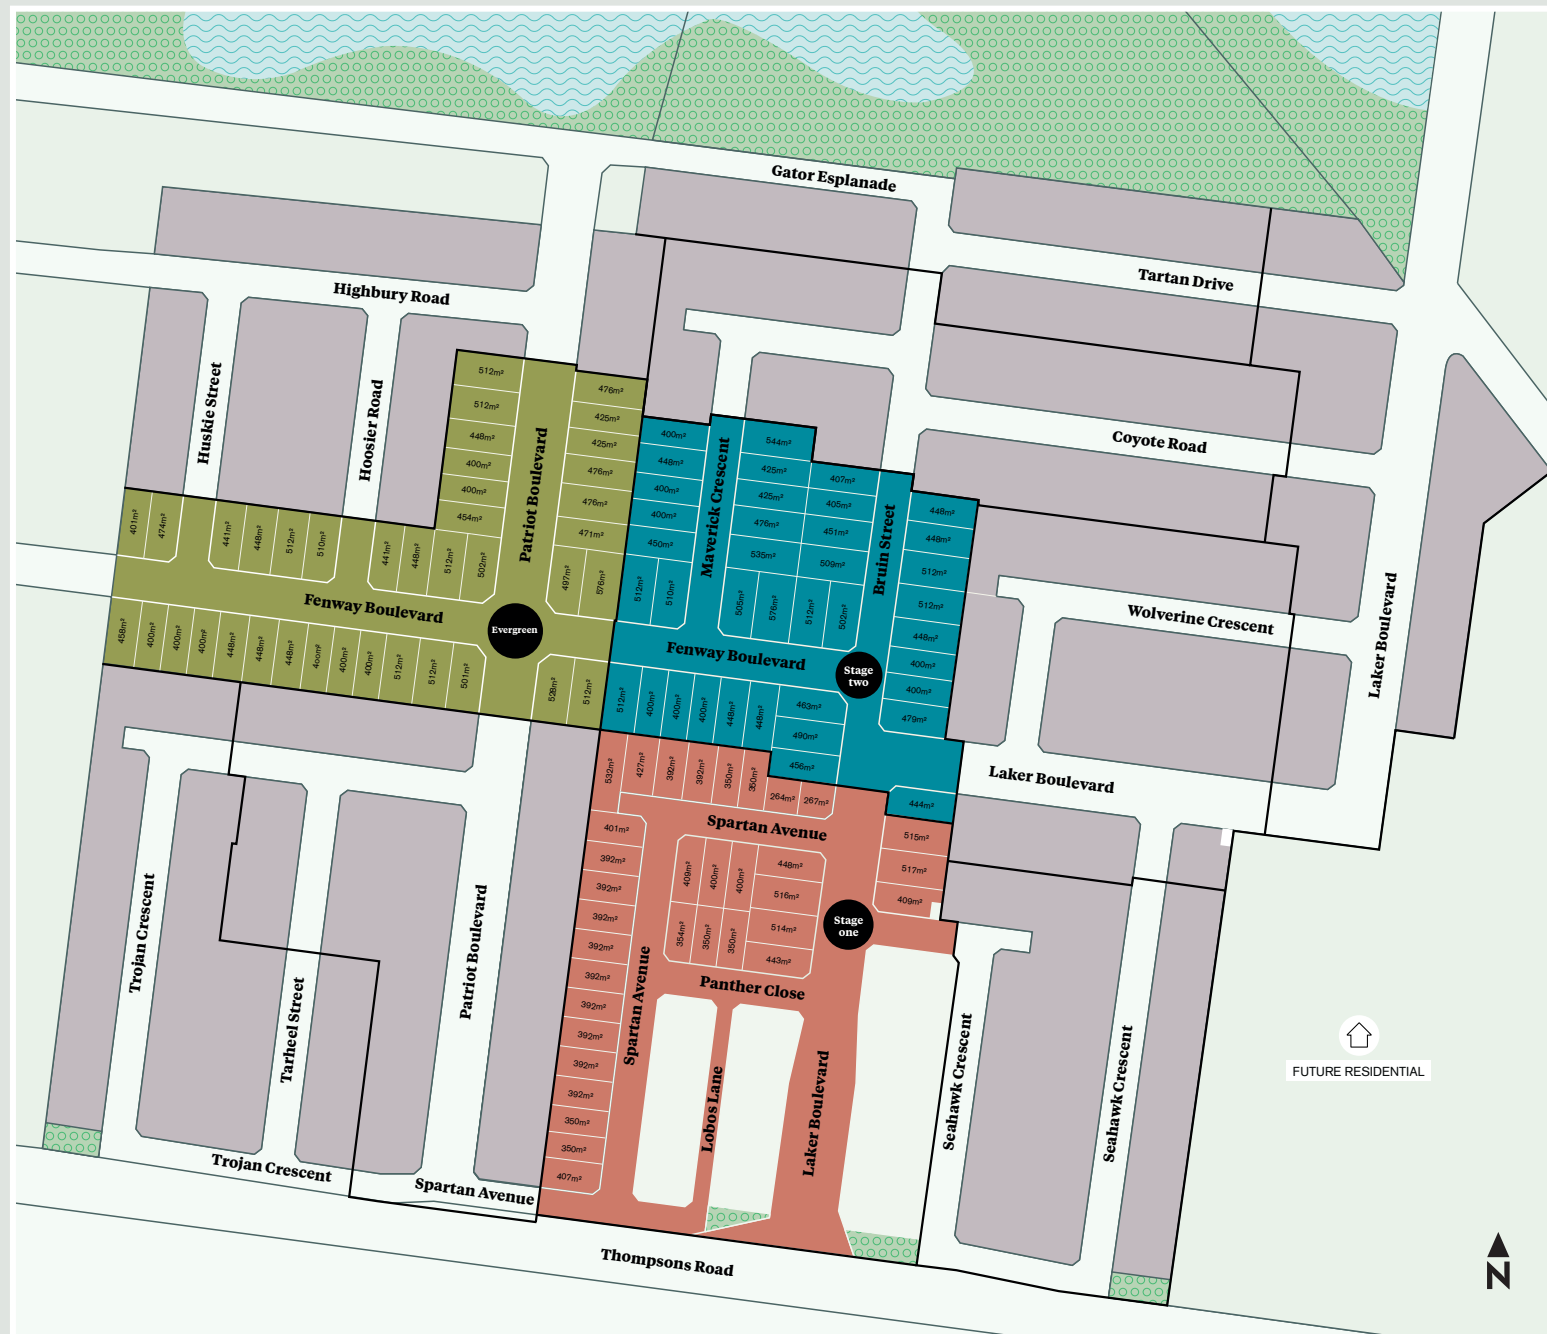 Gator Esplanade
Tartan Drive
Highbury Road
Huskie Street
Hoosier Road
Patriot Boulevard
Maverick Crescent
Bruin Street
Coyote Road
Wolverine Crescent
Laker Boulevard
512m²
512m²
448m²
400m²
400m²
454m²
476m²
425m²
425m²
476m²
476m²
471m²
497m²
576m²
401m²
474m²
441m²
448m²
512m²
510m²
441m²
448m²
512m²
502m²
Fenway Boulevard
Evergreen
458m²
400m²
400m²
400m²
448m²
448m²
448m²
400m²
400m²
400m²
512m²
512m²
501m²
528m²
512m²
400m²
448m²
400m²
400m²
450m²
512m²
510m²
544m²
425m²
425m²
476m²
535m²
407m²
405m²
451m²
509m²
505m²
576m²
512m²
502m²
448m²
448m²
512m²
512m²
448m²
400m²
400m²
479m²
Fenway Boulevard
Stage
two
512m²
400m²
400m²
400m²
448m²
448m²
463m²
490m²
456m²
444m²
Laker Boulevard
532m²
427m²
392m²
392m²
350m²
350m²
264m²
267m²
Spartan Avenue
515m²
517m²
409m²
401m²
392m²
392m²
392m²
392m²
392m²
392m²
392m²
392m²
392m²
350m²
350m²
407m²
409m²
400m²
400m²
448m²
516m²
514m²
443m²
354m²
350m²
350m²
Stage
one
Panther Close
Spartan Avenue
Lobos Lane
Laker Boulevard
Seahawk Crescent
Seahawk Crescent
Trojan Crescent
Tarheel Street
Patriot Boulevard
Trojan Crescent
Spartan Avenue
Thompsons Road
FUTURE RESIDENTIAL
N